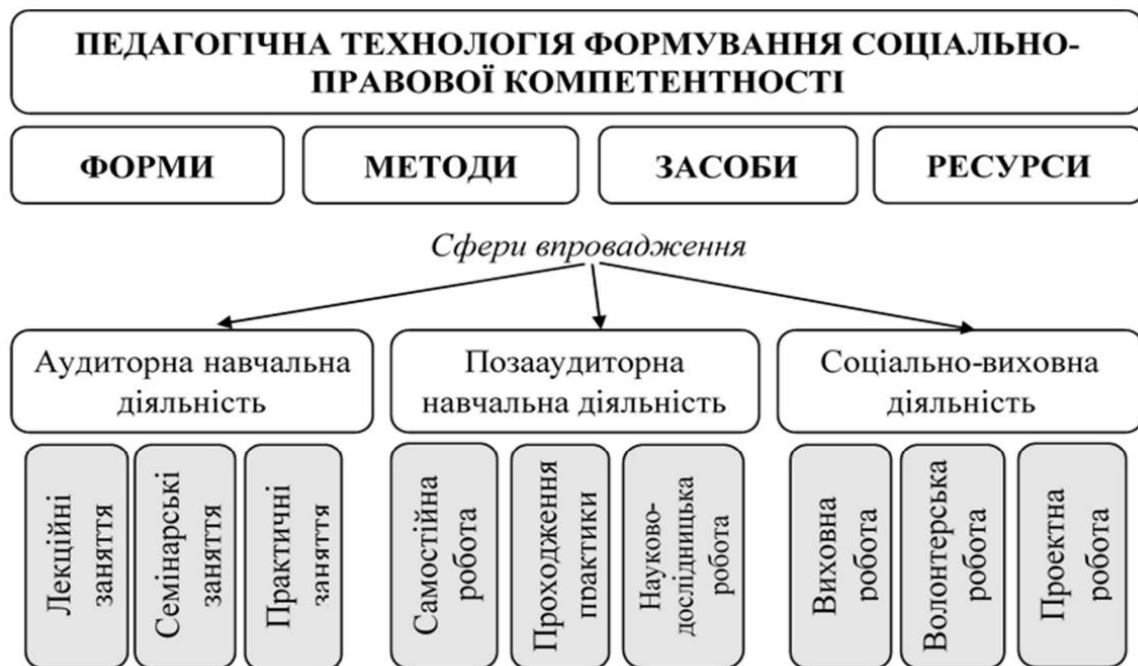 ПЕДАГОГІЧНА ТЕХНОЛОГІЯ ФОРМУВАННЯ СОЦІАЛЬНО-
ПРАВОВОЇ КОМПЕТЕНТНОСТІ
ФОРМИ
МЕТОДИ
ЗАСОБИ
РЕСУРСИ
Сфери впровадження
Аудиторна навчальна
діяльність
Позааудиторна
навчальна діяльність
Соціально-виховна
діяльність
Лекційні
заняття
Семінарські
заняття
Практичні
заняття
Самостійна
робота
Проходження
практики
Науково-
дослідницька
робота
Виховна
робота
Волонтерська
робота
Проектна
робота